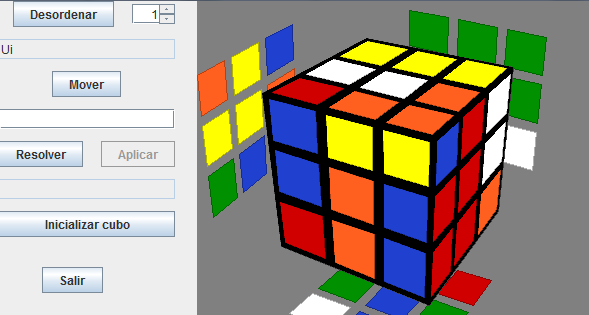 Desordenar 1
Ui
Mover
Resolver Aplicar
Inicializar cubo
Salir